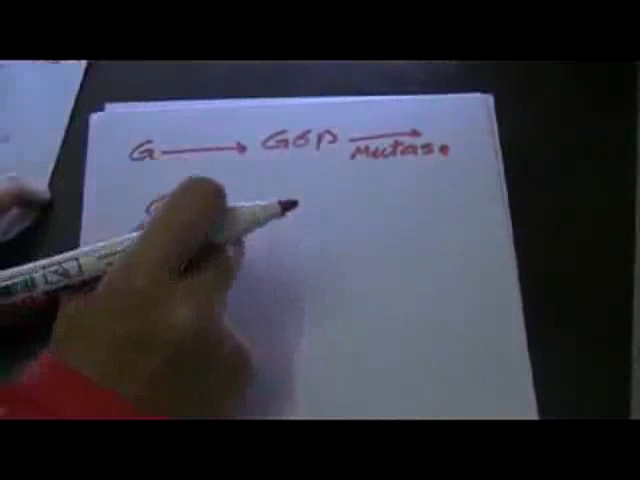 G → G6P →
Mutase